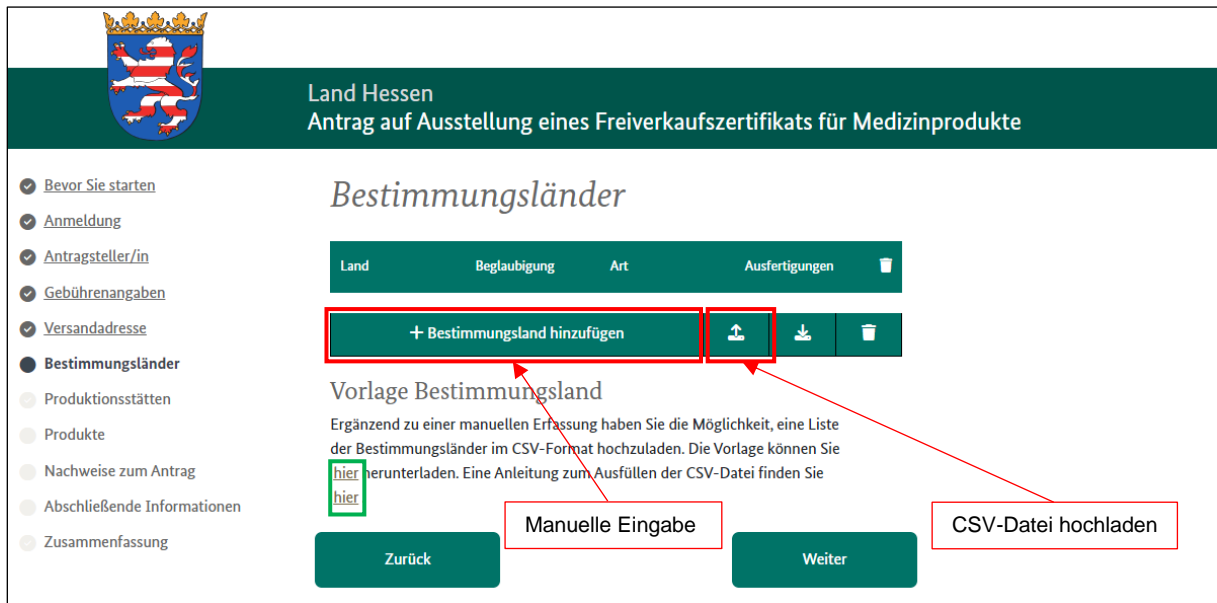 Land Hessen
Antrag auf Ausstellung eines Freiverkaufszertifikats für Medizinprodukte
Bevor Sie starten
Anmeldung
Antragsteller/in
Gebührenangaben
Versandadresse
Bestimmungsländer
Produktionsstätten
Produkte
Nachweise zum Antrag
Abschließende Informationen
Zusammenfassung
Bestimmungsländer
Land Beglaubigung Art Ausfertigungen
+ Bestimmungsland hinzufügen
Vorlage Bestimmungsland
Ergänzend zu einer manuellen Erfassung haben Sie die Möglichkeit, eine Liste
der Bestimmungsländer im CSV-Format hochzuladen. Die Vorlage können Sie
hier herunterladen. Eine Anleitung zum Ausfüllen der CSV-Datei finden Sie
hier
Manuelle Eingabe
CSV-Datei hochladen
Zurück
Weiter